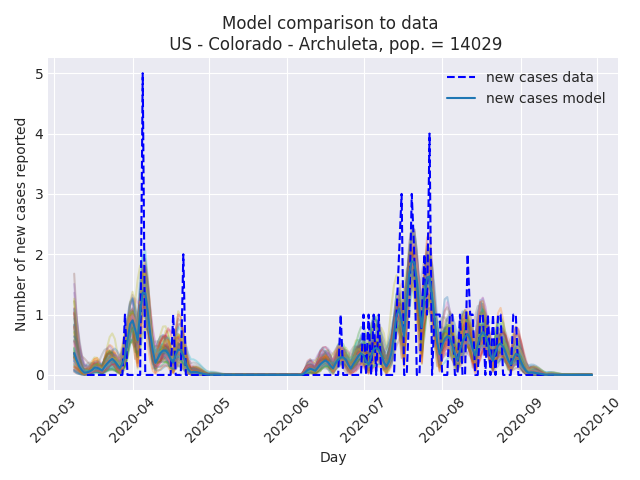 Model comparison to data
US - Colorado - Archuleta, pop. = 14029
new cases data
new cases model
Number of new cases reported
5
4
3
2
1
0
2020-03
2020-04
2020-05
2020-06
2020-07
2020-08
2020-09
2020-10
Day